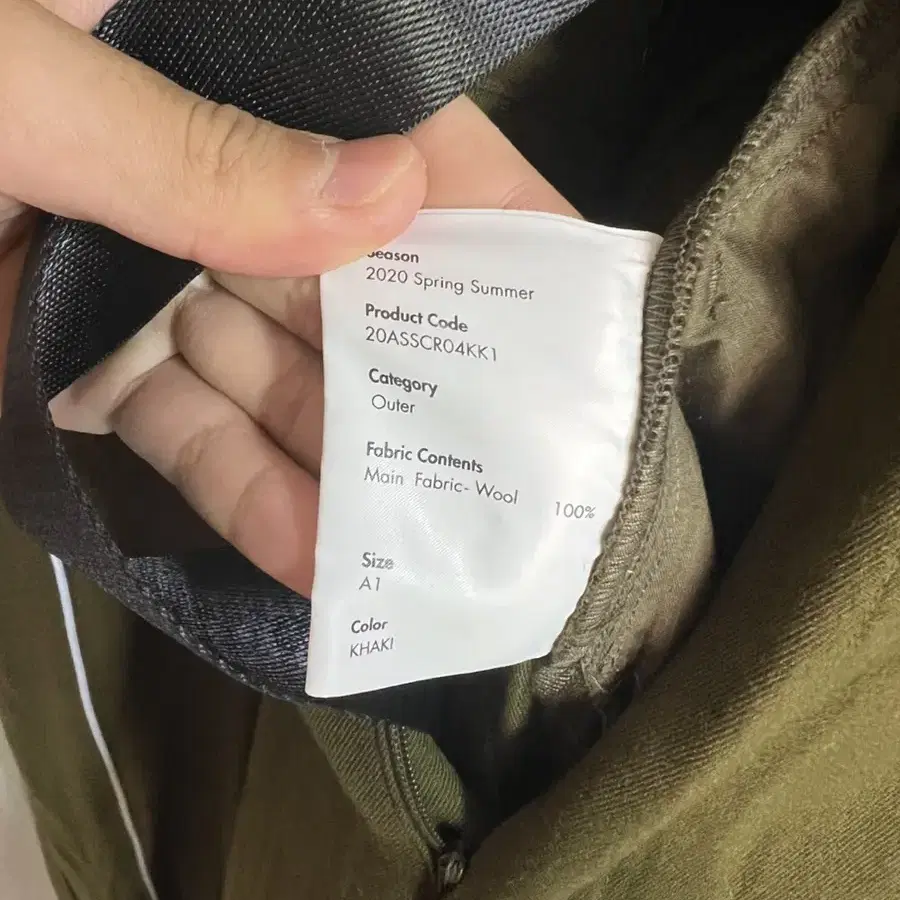 Season
2020 Spring Summer
Product Code
20ASSCR04KK1
Category
Outer
Fabric Contents
Main Fabric- Wool 100%
Size
A1
Color
KHAKI